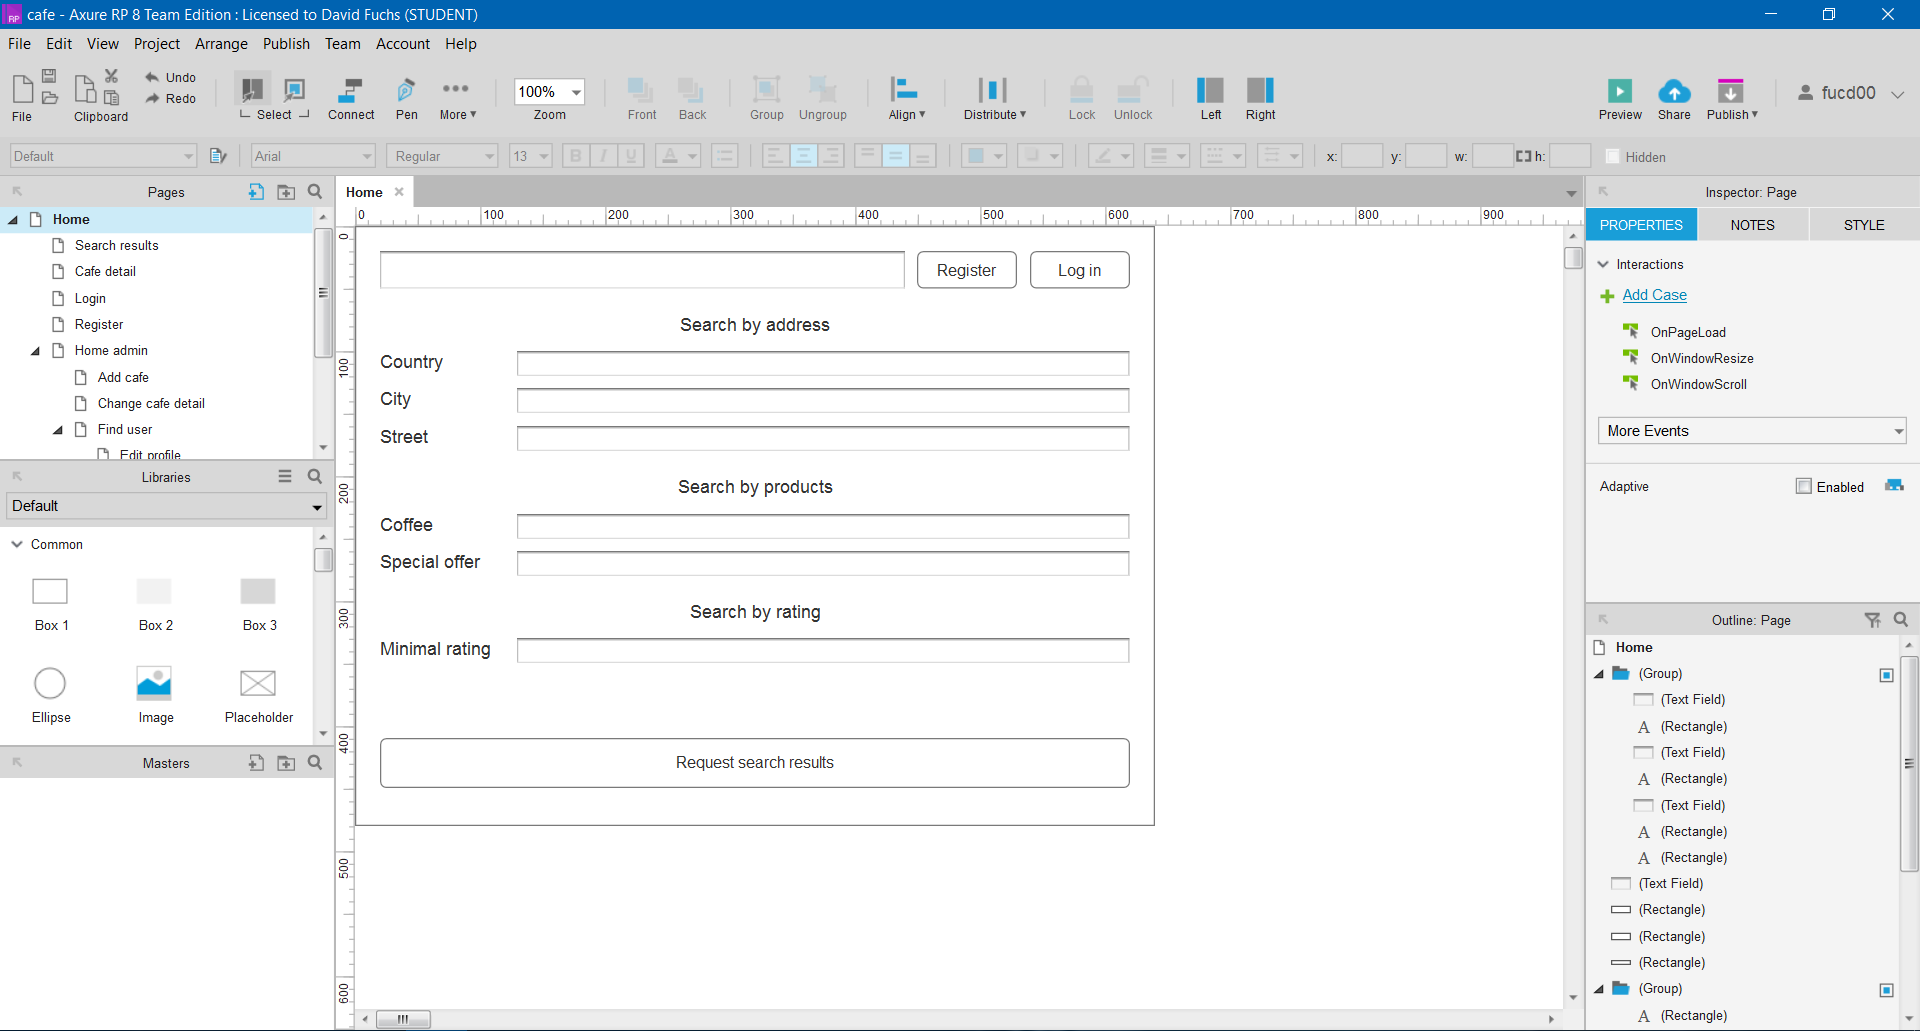 cafe - Axure RP 8 Team Edition : Licensed to David Fuchs (STUDENT)
File Edit View Project Arrange Publish Team Account Help
Undo
Redo
File Clipboard Select Connect Pen More 100% Zoom Front Back Group Ungroup Align Distribute Lock Unlock Left Right Preview Share Publish fucd00
Default Arial Regular 13 B I U A x: y: w: h: Hidden
Pages
Home
Search results
Cafe detail
Login
Register
Home admin
Add cafe
Change cafe detail
Find user
Edit profile
Libraries
Default
Common
Box 1 Box 2 Box 3
Ellipse Image Placeholder
Masters
Home
0 100 200 300 400 500 600 700 800 900
0
100
200
300
400
500
600
Register Log in
Search by address
Country
City
Street
Search by products
Coffee
Special offer
Search by rating
Minimal rating
Request search results
Inspector: Page
PROPERTIES NOTES STYLE
Interactions
Add Case
OnPageLoad
OnWindowResize
OnWindowScroll
More Events
Adaptive Enabled
Outline: Page
Home
(Group)
(Text Field)
A (Rectangle)
(Text Field)
A (Rectangle)
(Text Field)
A (Rectangle)
A (Rectangle)
(Text Field)
(Rectangle)
(Rectangle)
(Rectangle)
(Group)
A (Rectangle)